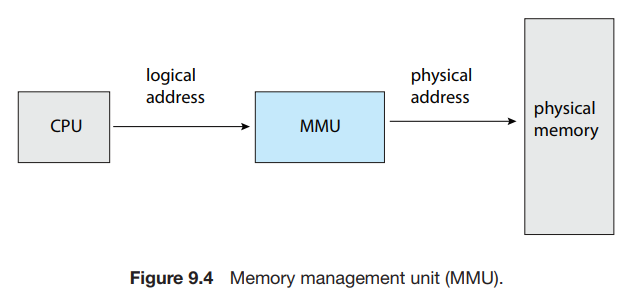 logical
address
physical
address
CPU
MMU
physical
memory
Figure 9.4 Memory management unit (MMU).